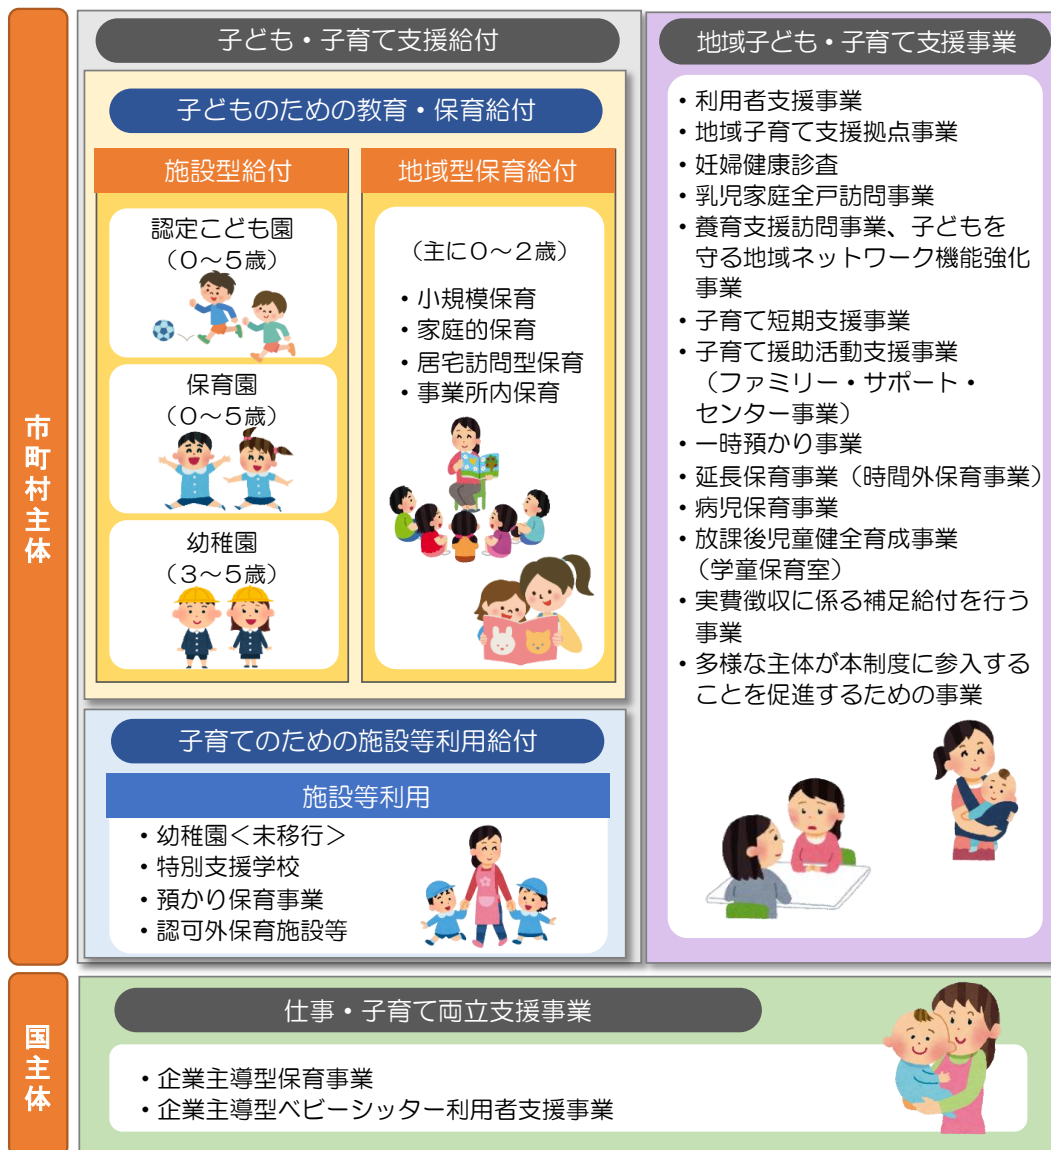 市町村主体
子ども・子育て支援給付
子どものための教育・保育給付
施設型給付
認定こども園
（0～5歳）
保育園
（0～5歳）
幼稚園
（3～5歳）
地域型保育給付
（主に0～2歳）
・小規模保育
・家庭的保育
・居宅訪問型保育
・事業所内保育
子育てのための施設等利用給付
施設等利用
・幼稚園＜未移行＞
・特別支援学校
・預かり保育事業
・認可外保育施設等
地域子ども・子育て支援事業
・利用者支援事業
・地域子育て支援拠点事業
・妊婦健康診査
・乳児家庭全戸訪問事業
・養育支援訪問事業、子どもを
守る地域ネットワーク機能強化
事業
・子育て短期支援事業
・子育て援助活動支援事業
（ファミリー・サポート・
センター事業）
・一時預かり事業
・延長保育事業（時間外保育事業）
・病児保育事業
・放課後児童健全育成事業
（学童保育室）
・実費徴収に係る補足給付を行う
事業
・多様な主体が本制度に参入する
ことを促進するための事業
国主体
仕事・子育て両立支援事業
・企業主導型保育事業
・企業主導型ベビーシッター利用者支援事業